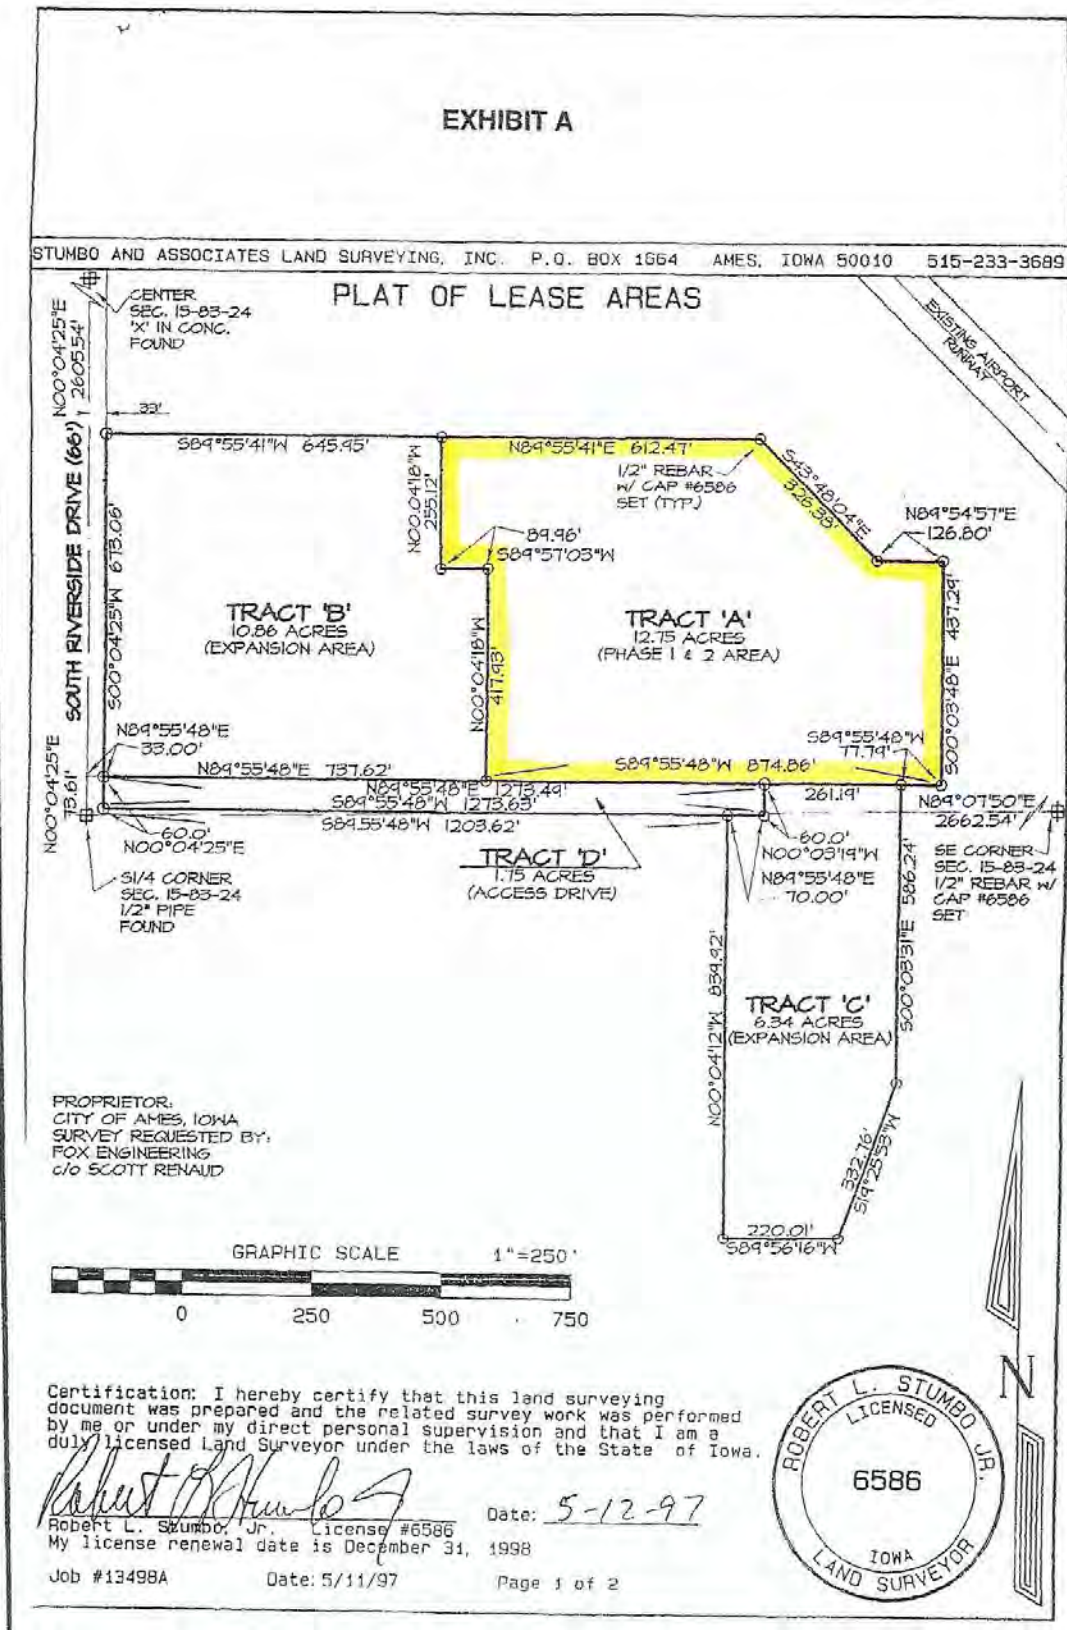 EXHIBIT A
STUMBO AND ASSOCIATES LAND SURVEYING, INC. P.O. BOX 1664 AMES, IOWA 50010 515-233-3689
PLAT OF LEASE AREAS
CENTER
SEC. 15-83-24
'X' IN CONC.
FOUND
N00°04'25"E
2605.54'
EXISTING AIRPORT
RUNWAY
33'
S89°55'41"W 645.95'
N89°55'41"E 612.47'
1/2" REBAR
W/ CAP #6586
SET (TYP.)
S43°48'04"E
326.38'
N89°54'57"E
126.80'
N00.04'18"W
255.12'
89.96'
S89°57'03"W
SOUTH RIVERSIDE DRIVE (66')
S00°04'25"W 673.06'
TRACT 'B'
10.86 ACRES
(EXPANSION AREA)
TRACT 'A'
12.75 ACRES
(PHASE 1 & 2 AREA)
N00°04'18"W
417.93'
S00°03'48"E 437.29'
N89°55'48"E
33.00'
S89°55'48"W
77.79'
N89°55'48"E 737.62'
S89°55'48"W 874.86'
N89°55'48"E 1273.49'
S89°55'48"W 1273.63'
S89.55'48"W 1203.62'
261.19'
N89°07'50"E
2662.54'
N00°04'25"E
73.61'
60.0'
N00°04'25"E
60.0'
N00°03'19"W
N89°55'48"E
70.00'
TRACT 'D'
1.75 ACRES
(ACCESS DRIVE)
S1/4 CORNER
SEC. 15-83-24
1/2" PIPE
FOUND
SE CORNER
SEC. 15-83-24
1/2" REBAR W/
CAP #6586
SET
S00°03'31"E 586.24'
N00°04'12"W 839.92'
TRACT 'C'
6.34 ACRES
(EXPANSION AREA)
332.76'
S19°25'53"W
220.01'
S89°56'16"W
PROPRIETOR:
CITY OF AMES, IOWA
SURVEY REQUESTED BY:
FOX ENGINEERING
c/o SCOTT RENAUD
GRAPHIC SCALE 1"=250'
0 250 500 750
N
Certification: I hereby certify that this land surveying
document was prepared and the related survey work was performed
by me or under my direct personal supervision and that I am a
duly licensed Land Surveyor under the laws of the State of Iowa.
Robert L. Stumbo Jr
Date: 5-12-97
Robert L. Stumbo, Jr. License #6586
My license renewal date is December 31, 1998
Job #13498A Date: 5/11/97 Page 1 of 2
ROBERT L. STUMBO JR.
LICENSED
6586
IOWA
LAND SURVEYOR